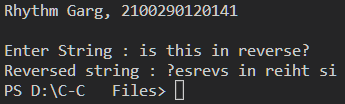 Rhythm Garg, 2100290120141
Enter String : is this in reverse?
Reversed string : ?esrevs in reiht si
PS D:\C-C   Files>